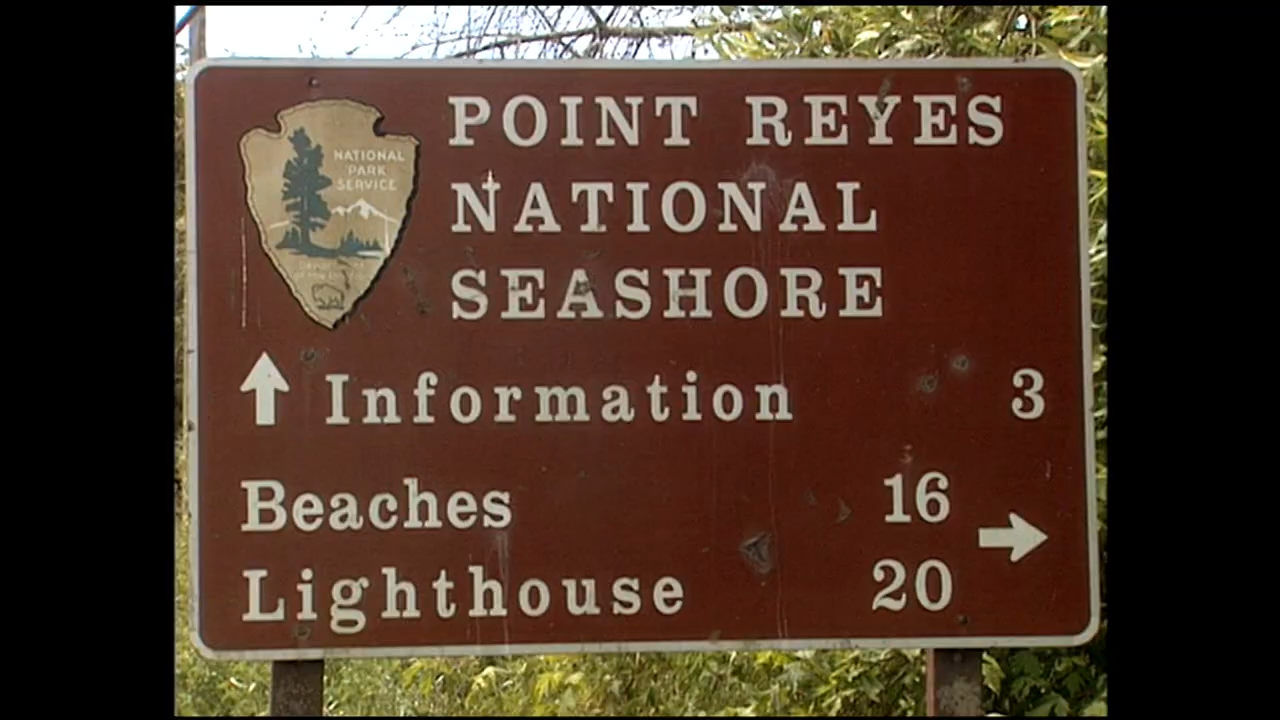 POINT REYES
NATIONAL
SEASHORE
NATIONAL
PARK
SERVICE
Information 3
Beaches 16
Lighthouse 20